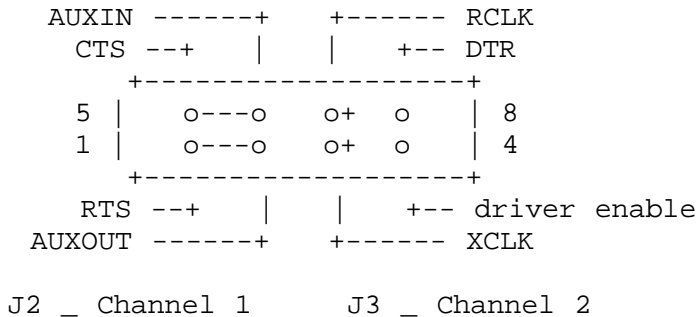 AUXIN ------+    +------ RCLK
CTS --+    |    |    +-- DTR
+-------------------+
5 |    o---o    o+   o    | 8
1 |    o---o    o+   o    | 4
+-------------------+
RTS --+    |    |    +-- driver enable
AUXOUT ------+    +------ XCLK
J2 _ Channel 1      J3 _ Channel 2